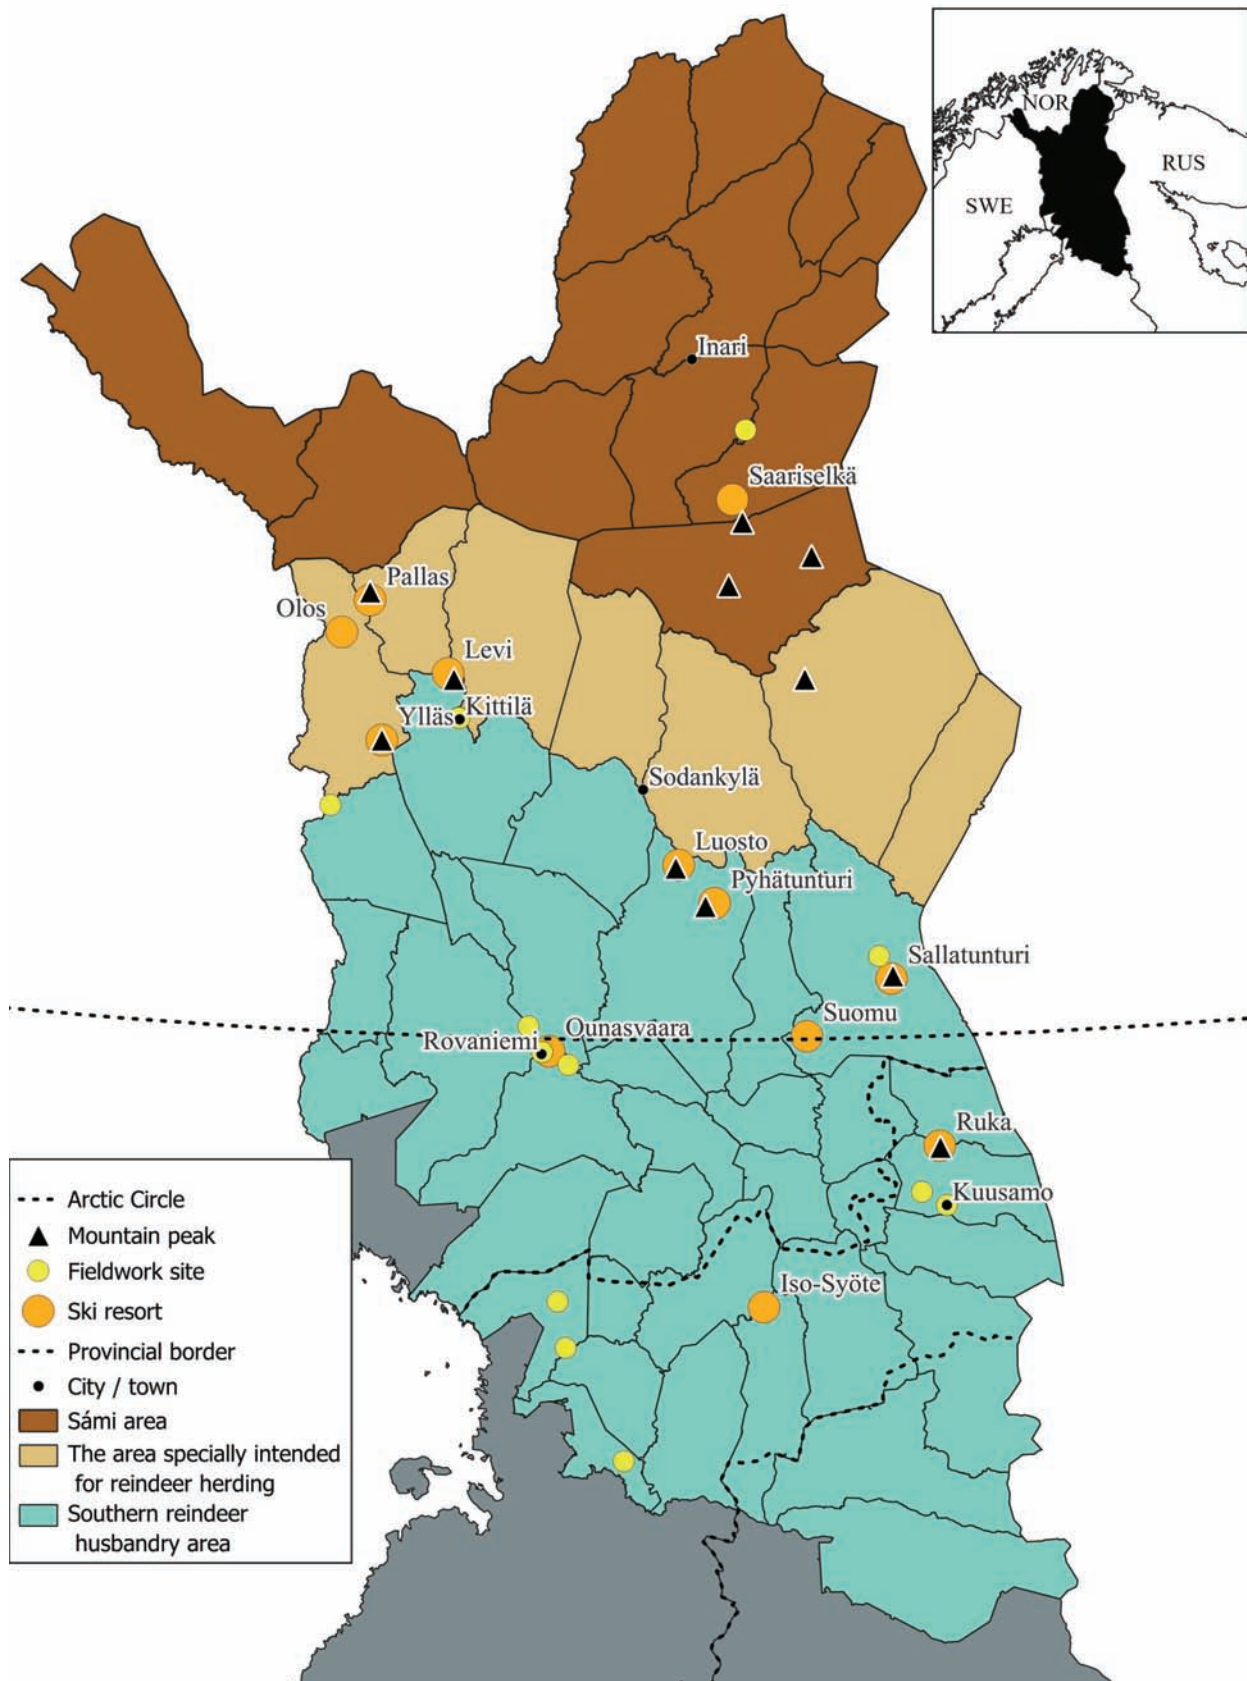 NOR
RUS
SWE
Inari
Saariselkä
Pallas
Olos
Levi
Kittilä
Ylläs
Sodankylä
Luosto
Pyhätunturi
Sallatunturi
Suomu
Ounasvaara
Rovaniemi
Ruka
Kuusamo
Iso-Syöte
Arctic Circle
Mountain peak
Fieldwork site
Ski resort
Provincial border
City / town
Sámi area
The area specially intended
for reindeer herding
Southern reindeer
husbandry area